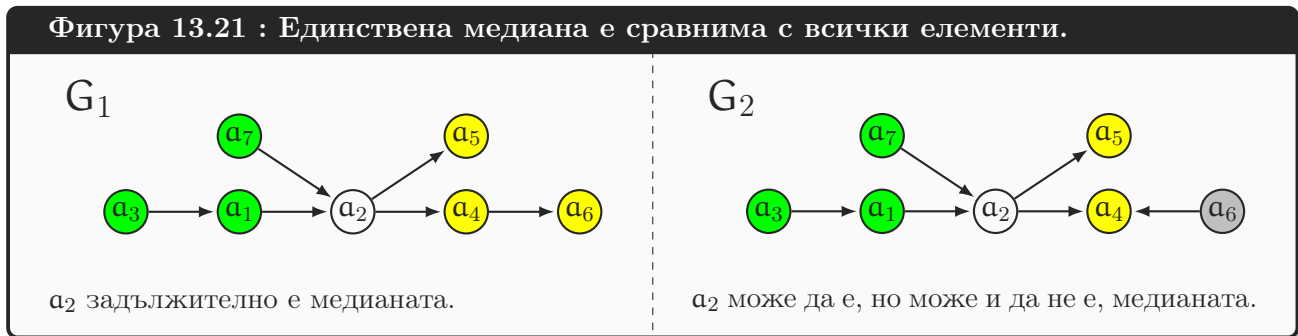 Фигура 13.21 : Единствена медиана е сравнима с всички елементи.
G₁
a₇ a₅
a₃ a₁ a₂ a₄ a₆
a₂ задължително е медианата.
G₂
a₇ a₅
a₃ a₁ a₂ a₄ a₆
a₂ може да е, но може и да не е, медианата.